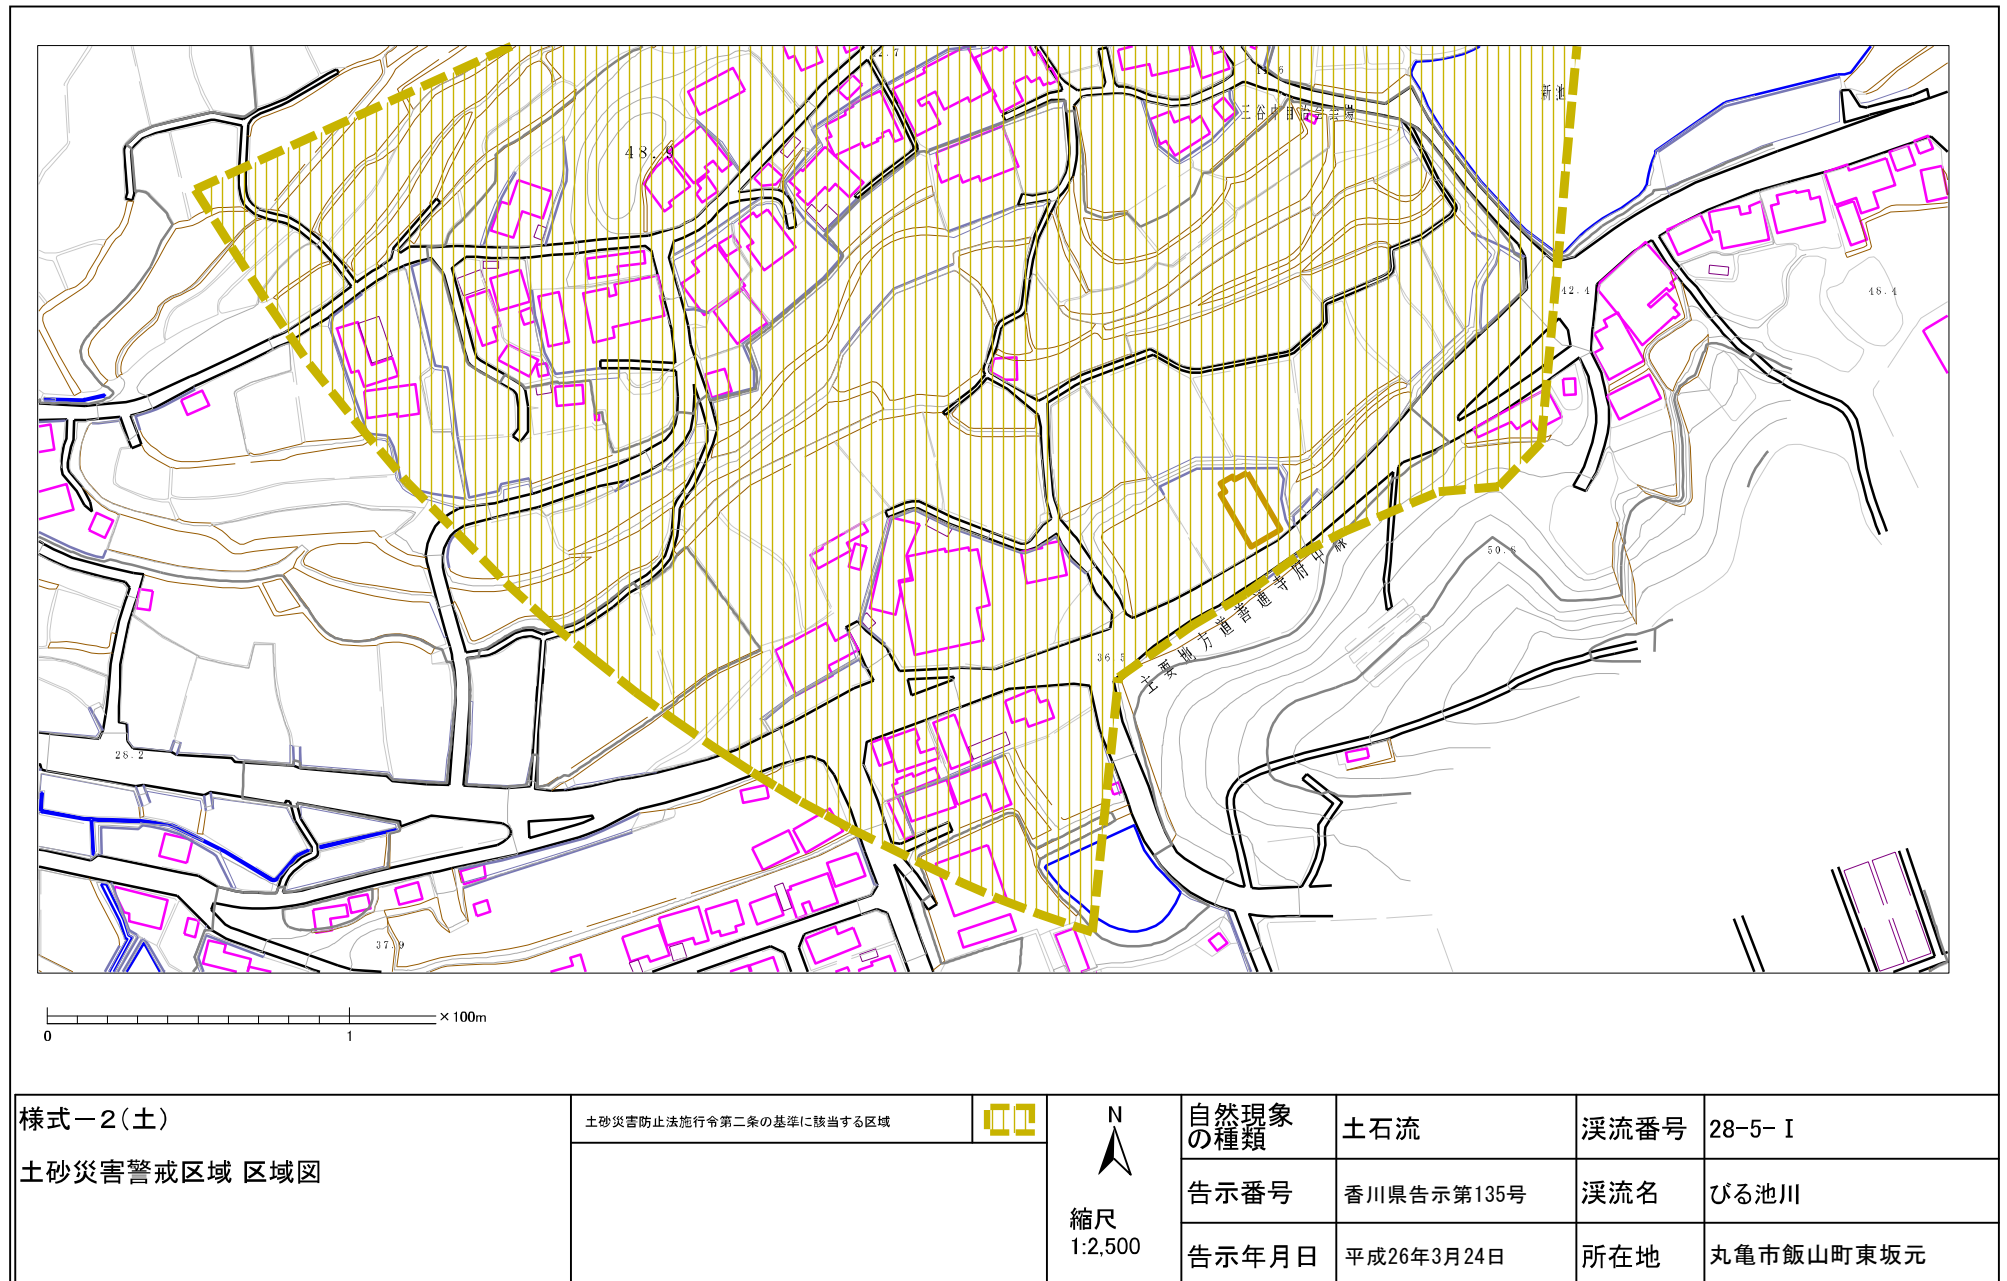 新池
三谷中自治会会場
48.9
42.4
46.4
50.8
主要地方道善通寺府中線
36.5
28.2
37.9
×100m
0 1
様式－2(土)
土砂災害警戒区域 区域図
土砂災害防止法施行令第二条の基準に該当する区域
N
縮尺
1:2,500
自然現象の種類 土石流 渓流番号 28-5-Ⅰ
告示番号 香川県告示第135号 渓流名 びる池川
告示年月日 平成26年3月24日 所在地 丸亀市飯山町東坂元